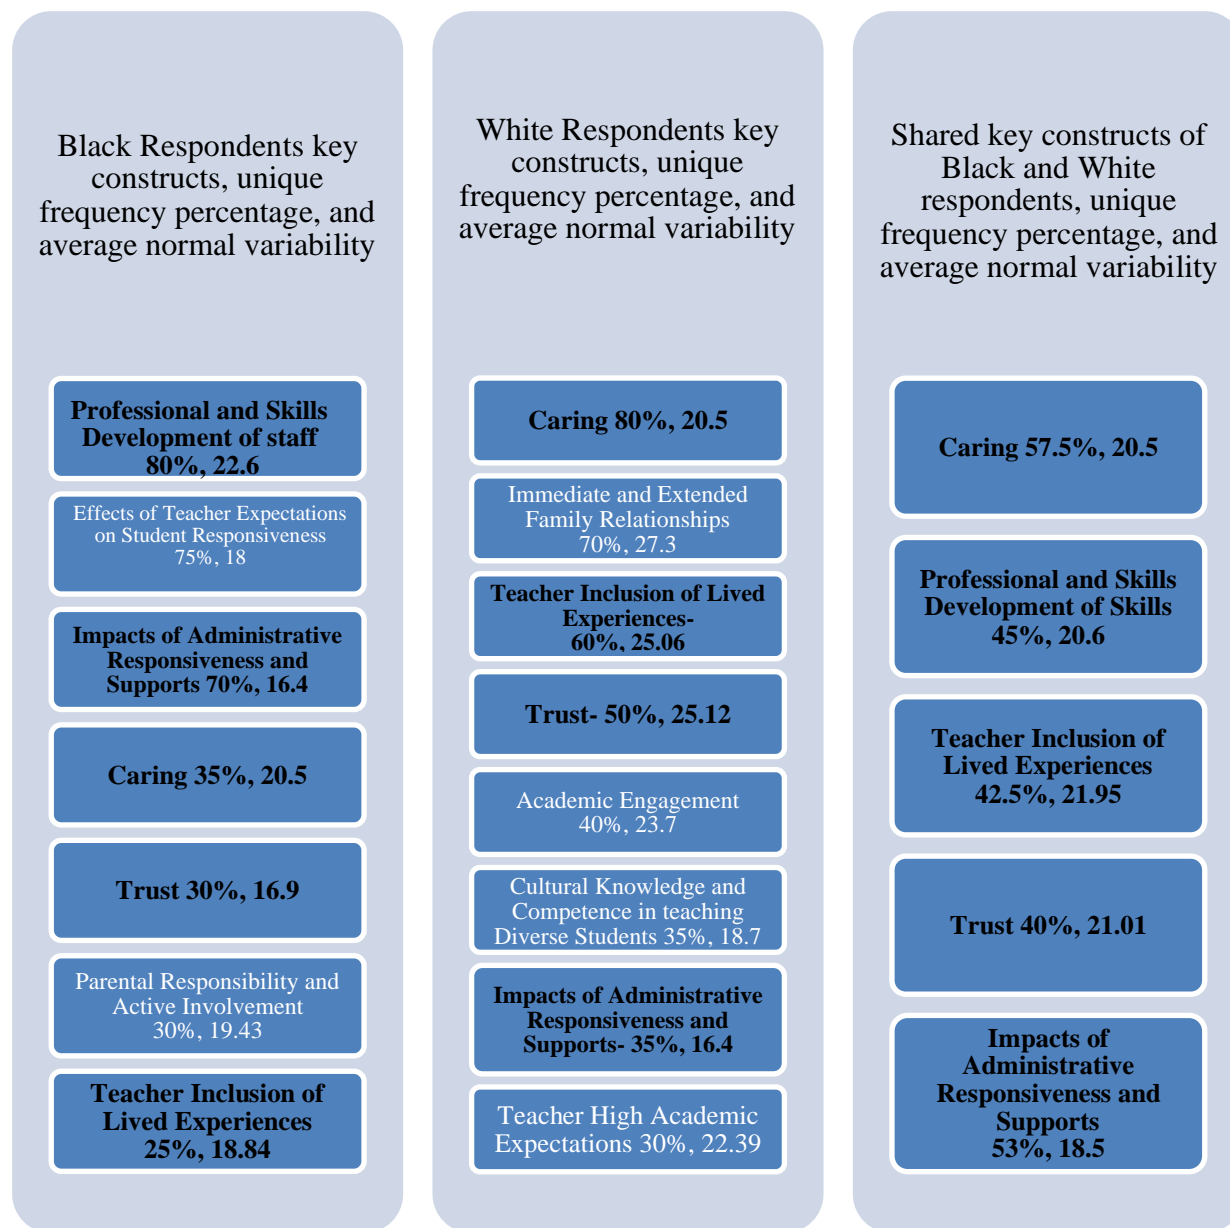 Black Respondents key
constructs, unique
frequency percentage, and
average normal variability
Professional and Skills
Development of staff
80%, 22.6
Effects of Teacher Expectations
on Student Responsiveness
75%, 18
Impacts of Administrative
Responsiveness and
Supports 70%, 16.4
Caring 35%, 20.5
Trust 30%, 16.9
Parental Responsibility and
Active Involvement
30%, 19.43
Teacher Inclusion of
Lived Experiences
25%, 18.84
White Respondents key
constructs, unique
frequency percentage, and
average normal variability
Caring 80%, 20.5
Immediate and Extended
Family Relationships
70%, 27.3
Teacher Inclusion of Lived
Experiences-
60%, 25.06
Trust- 50%, 25.12
Academic Engagement
40%, 23.7
Cultural Knowledge and
Competence in teaching
Diverse Students 35%, 18.7
Impacts of Administrative
Responsiveness and
Supports- 35%, 16.4
Teacher High Academic
Expectations 30%, 22.39
Shared key constructs of
Black and White
respondents, unique
frequency percentage, and
average normal variability
Caring 57.5%, 20.5
Professional and Skills
Development of Skills
45%, 20.6
Teacher Inclusion of
Lived Experiences
42.5%, 21.95
Trust 40%, 21.01
Impacts of
Administrative
Responsiveness and
Supports
53%, 18.5